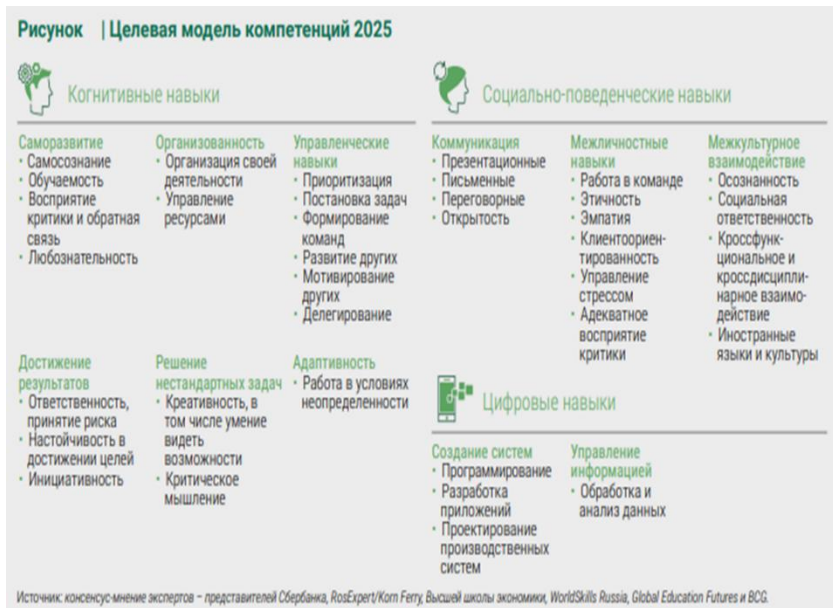 Рисунок | Целевая модель компетенций 2025
Когнитивные навыки
Саморазвитие
• Самосознание
• Обучаемость
• Восприятие
критики и обратная
связь
• Любознательность
Организованность
• Организация своей
деятельности
• Управление
ресурсами
Управленческие
навыки
• Приоритизация
• Постановка задач
• Формирование
команд
• Развитие других
• Мотивирование
других
• Делегирование
Достижение
результатов
• Ответственность,
принятие риска
• Настойчивость в
достижении целей
• Инициативность
Решение
нестандартных задач
• Креативность, в
том числе умение
видеть
возможности
• Критическое
мышление
Адаптивность
• Работа в условиях
неопределенности
Социально-поведенческие навыки
Коммуникация
• Презентационные
• Письменные
• Переговорные
• Открытость
Межличностные
навыки
• Работа в команде
• Этичность
• Эмпатия
• Клиентоориен-
тированность
• Управление
стрессом
• Адекватное
восприятие
критики
Межкультурное
взаимодействие
• Осознанность
• Социальная
ответственность
• Кроссфунк-
циональное и
кроссдисципли-
нарное взаимо-
действие
• Иностранные
языки и культуры
Цифровые навыки
Создание систем
• Программирование
• Разработка
приложений
• Проектирование
производственных
систем
Управление
информацией
• Обработка и
анализ данных
Источник: консенсус-мнение экспертов – представителей Сбербанка, RosExpert/Korn Ferry, Высшей школы экономики, WorldSkills Russia, Global Education Futures и BCG.